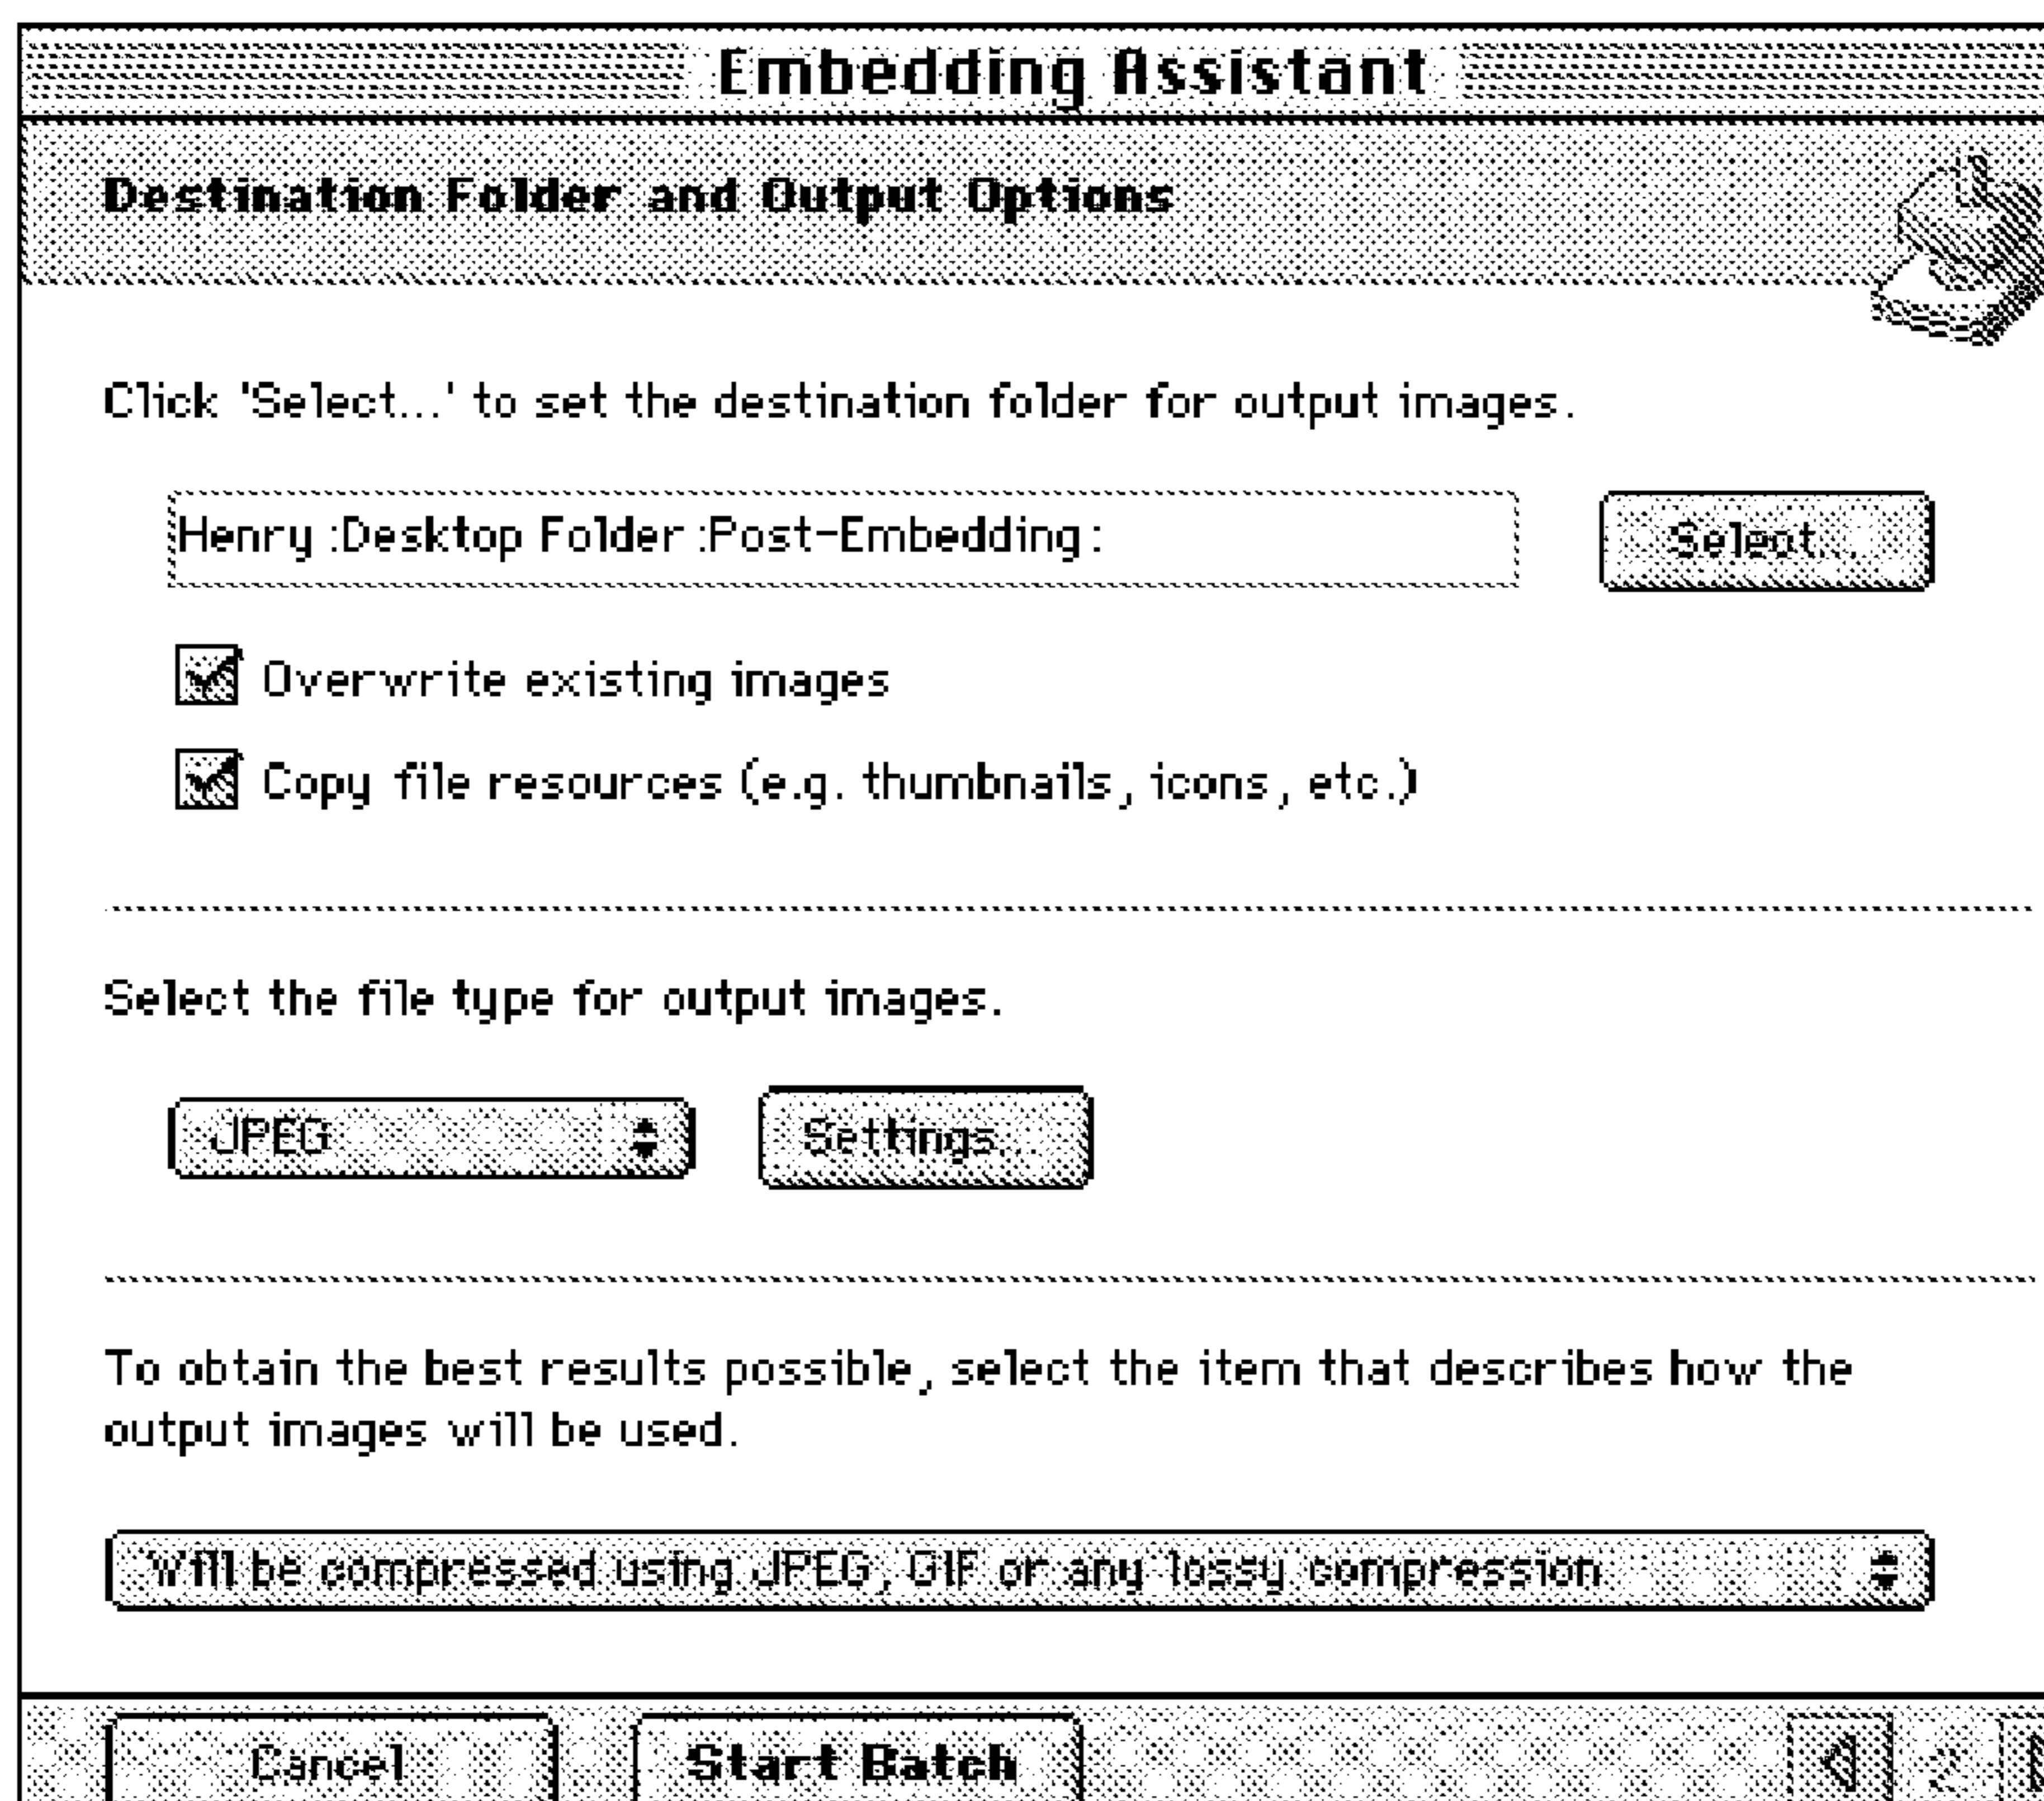 Embedding Assistant
Destination Folder and Output Options
Click 'Select...' to set the destination folder for output images.
Henry:Desktop Folder:Post-Embedding:
Select...
Overwrite existing images
Copy file resources (e.g. thumbnails, icons, etc.)
Select the file type for output images.
JPEG
Settings...
To obtain the best results possible, select the item that describes how the
output images will be used.
Will be compressed using JPEG, GIF or any lossy compression
Cancel
Start Batch
2